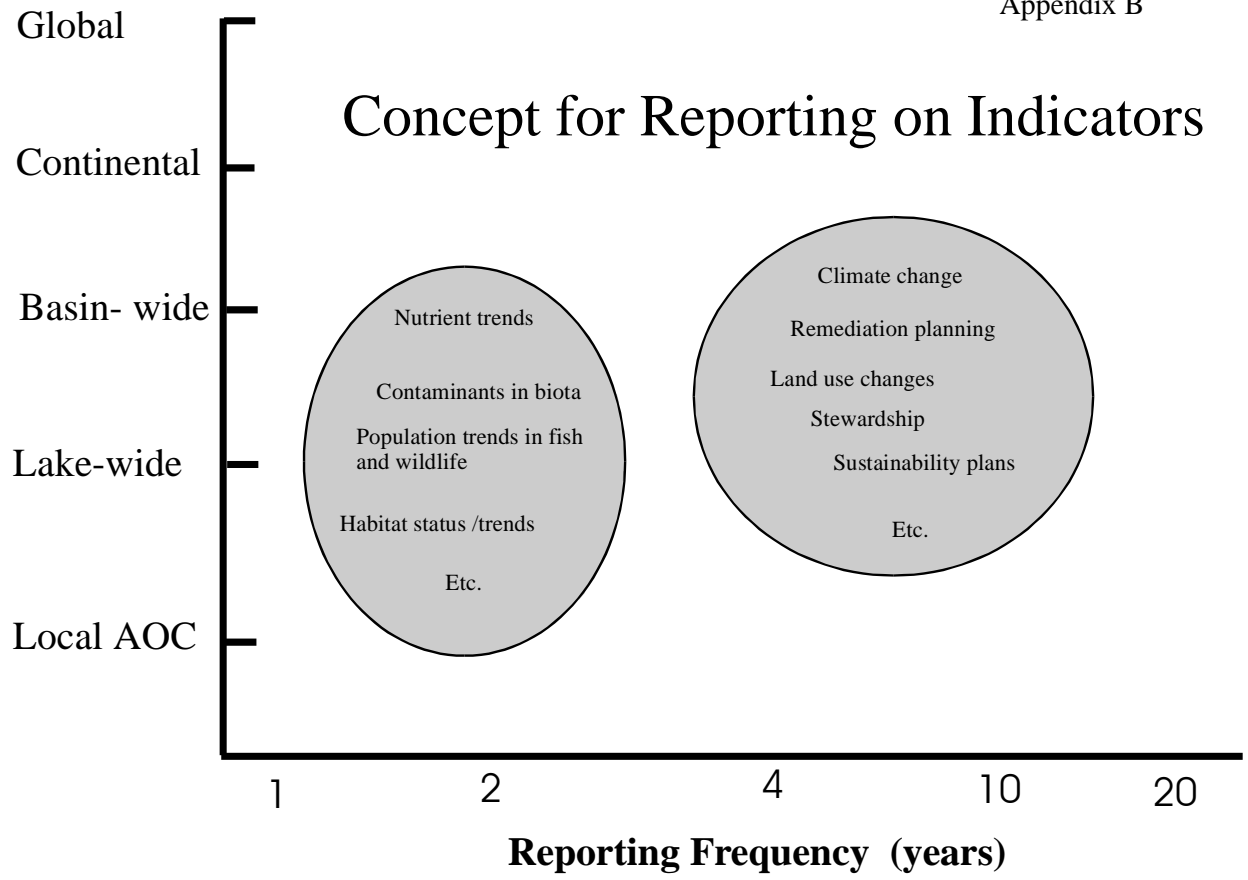 Appendix B
Global
Concept for Reporting on Indicators
Continental
Basin- wide
Lake-wide
Local AOC
Nutrient trends
Contaminants in biota
Population trends in fish
and wildlife
Habitat status /trends
Etc.
Climate change
Remediation planning
Land use changes
Stewardship
Sustainability plans
Etc.
1 2 4 10 20
Reporting Frequency (years)